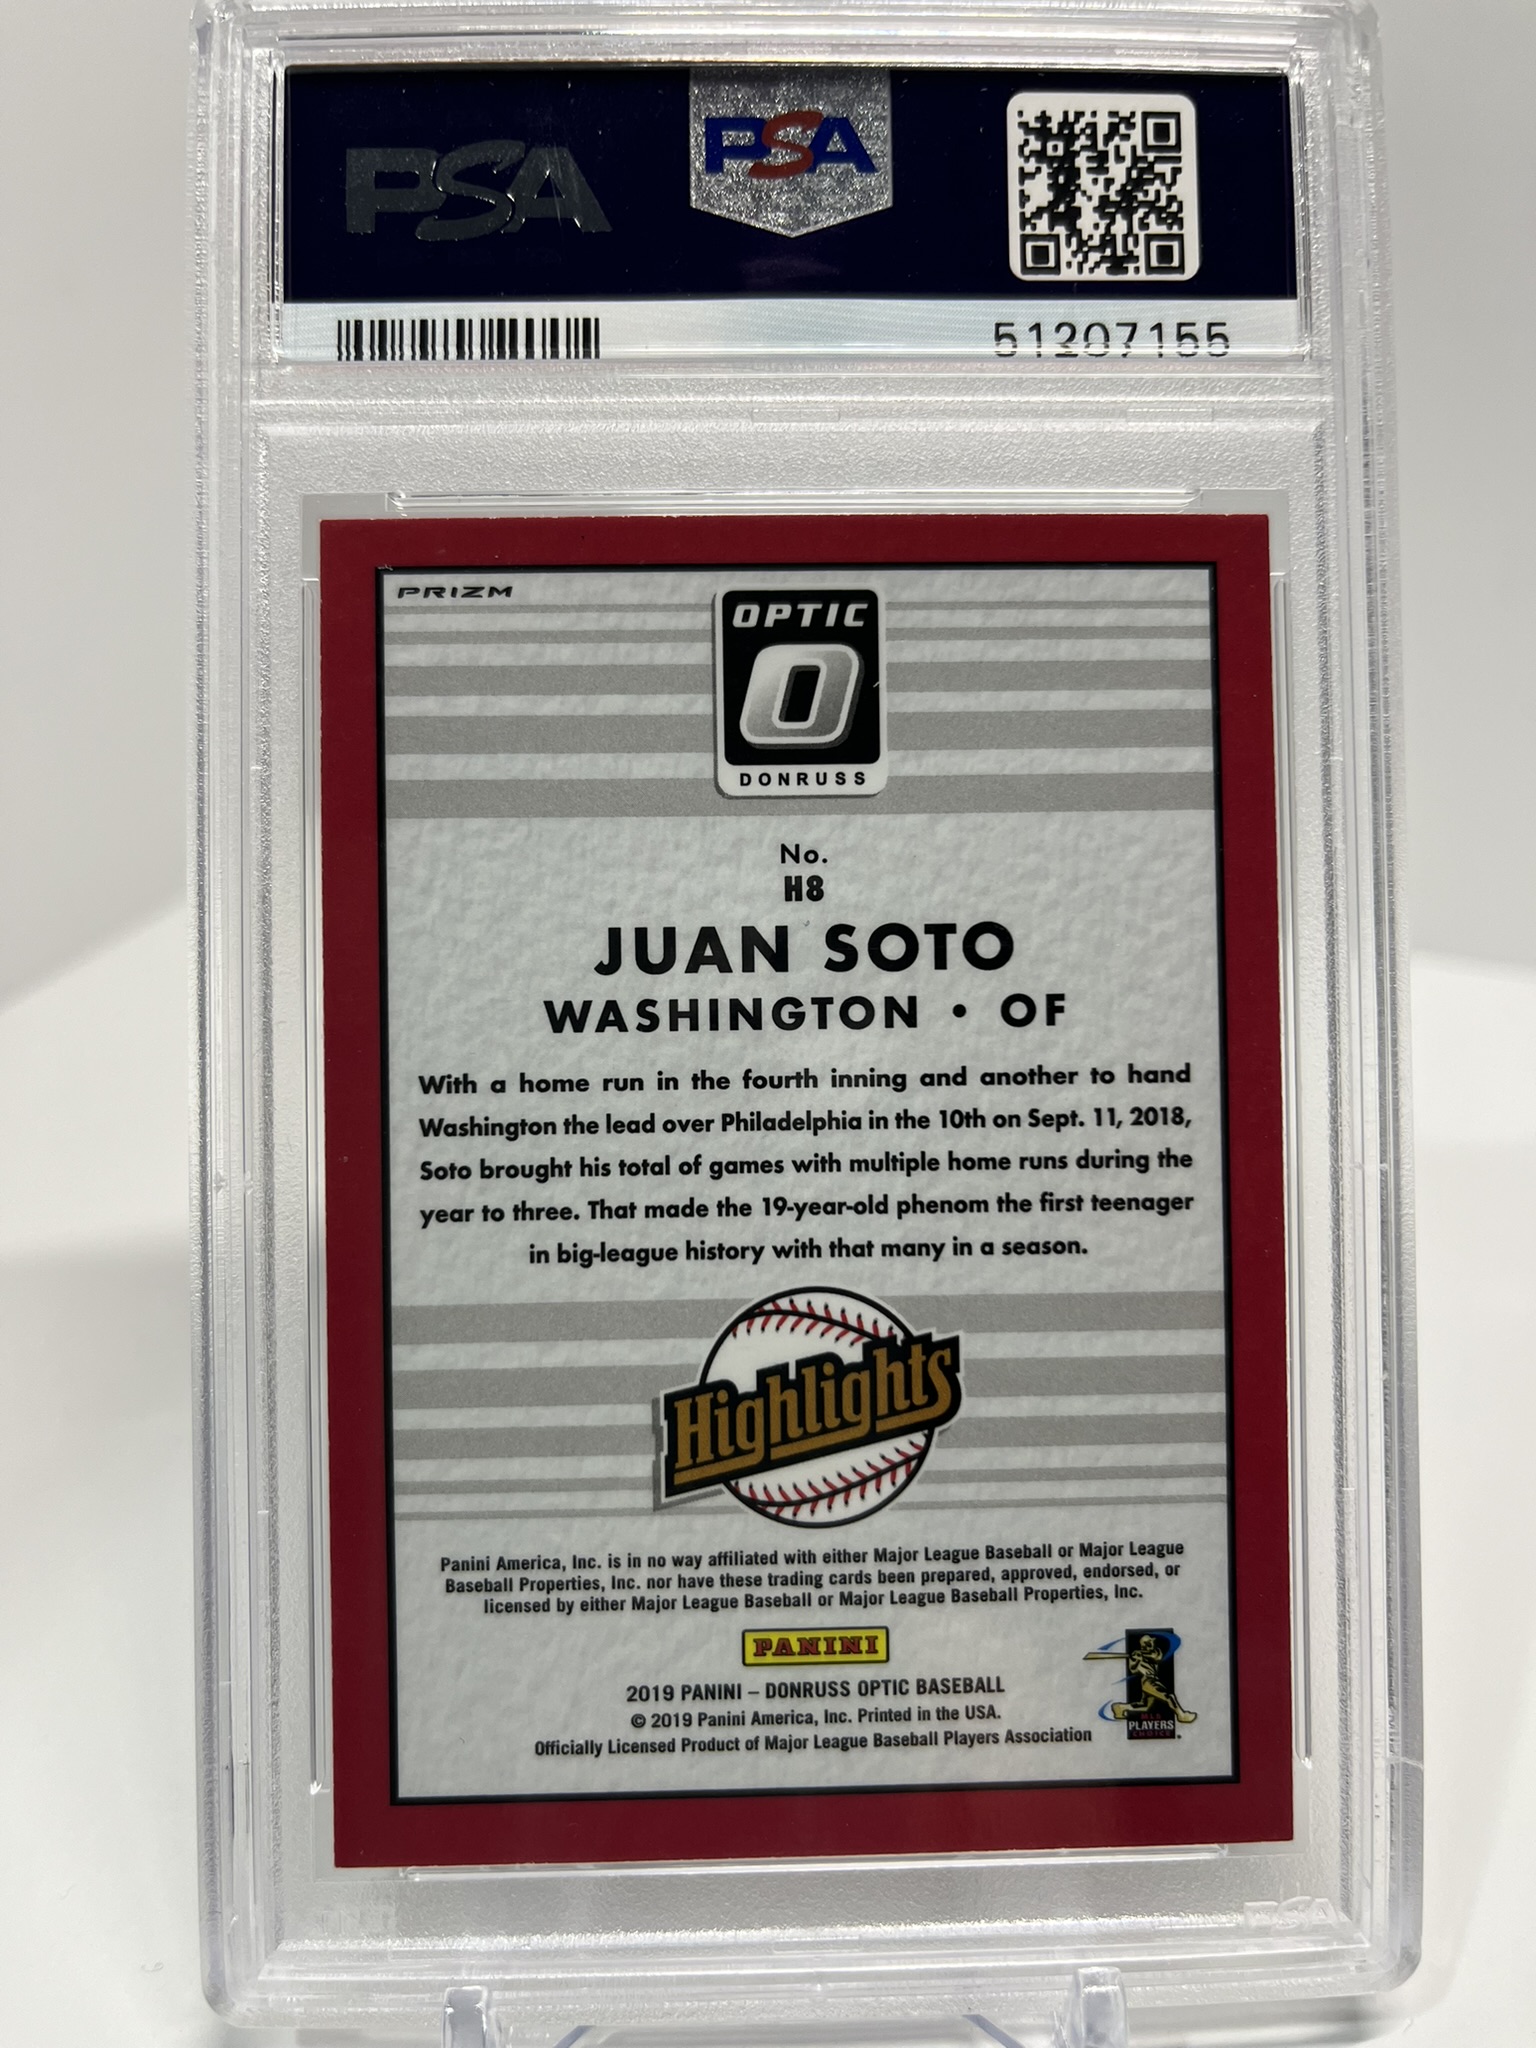 PSA
PSA
51207155
PRIZM
OPTIC
DONRUSS
No.
H8
JUAN SOTO
WASHINGTON • OF
With a home run in the fourth inning and another to hand
Washington the lead over Philadelphia in the 10th on Sept. 11, 2018,
Soto brought his total of games with multiple home runs during the
year to three. That made the 19-year-old phenom the first teenager
in big-league history with that many in a season.
Highlights
Panini America, Inc. is in no way affiliated with either Major League Baseball or Major League
Baseball Properties, Inc. nor have these trading cards been prepared, approved, endorsed, or
licensed by either Major League Baseball or Major League Baseball Properties, Inc.
PANINI
2019 PANINI – DONRUSS OPTIC BASEBALL
© 2019 Panini America, Inc. Printed in the USA.
Officially Licensed Product of Major League Baseball Players Association
MLB
PLAYERS
CHOICE
PSA